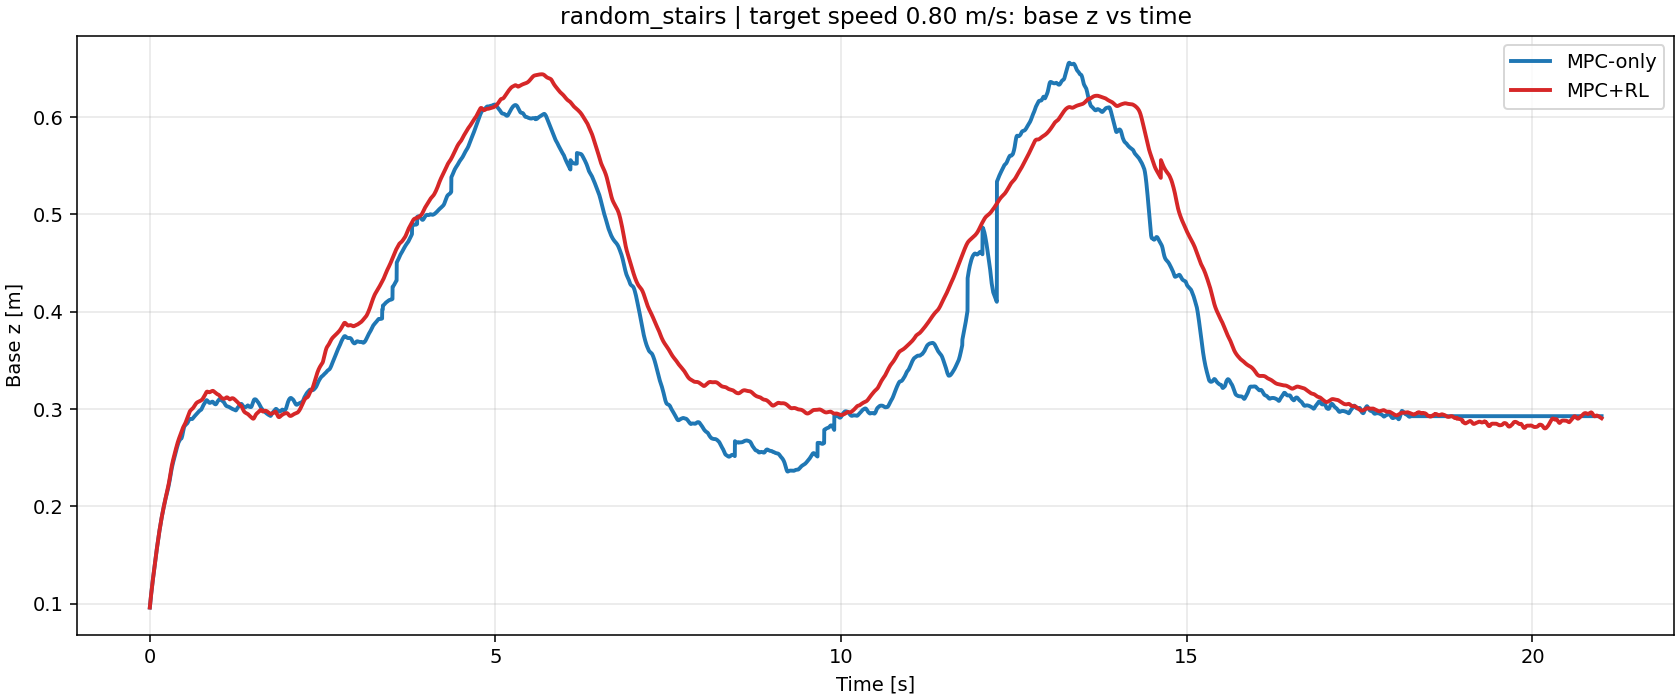 random_stairs | target speed 0.80 m/s: base z vs time
MPC-only
MPC+RL
Base z [m]
0.6
0.5
0.4
0.3
0.2
0.1
0
5
10
15
20
Time [s]